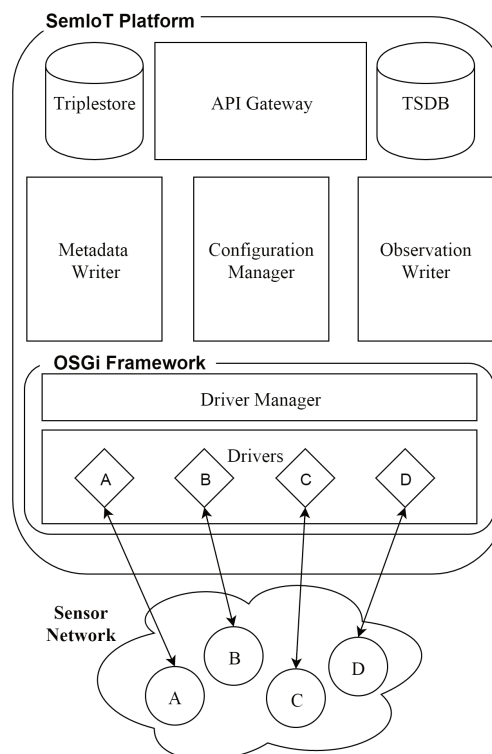 SemIoT Platform
Triplestore
API Gateway
TSDB
Metadata
Writer
Configuration
Manager
Observation
Writer
OSGi Framework
Driver Manager
Drivers
A
B
C
D
Sensor
Network
A
B
C
D